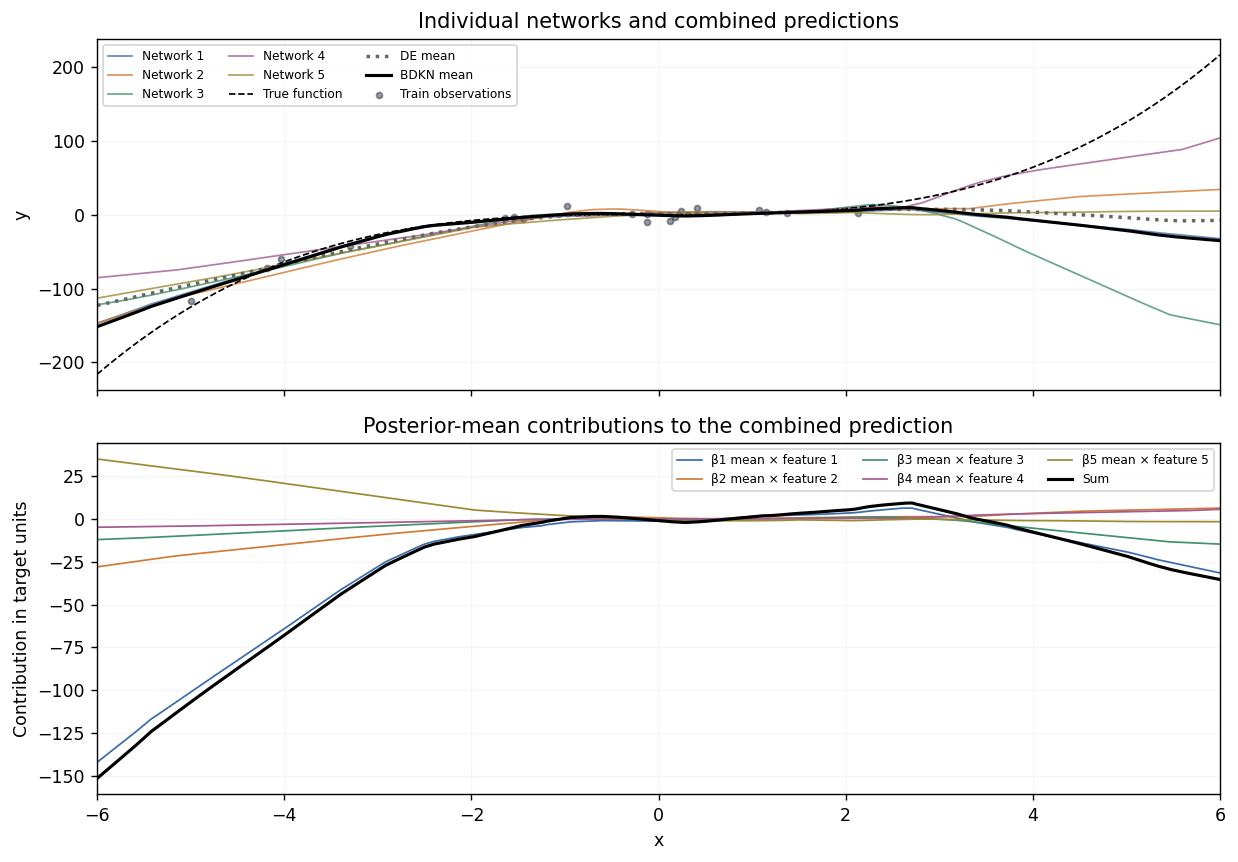 Individual networks and combined predictions
Network 1
Network 2
Network 3
Network 4
Network 5
True function
DE mean
BDKN mean
Train observations
200
100
0
−100
−200
y
Posterior-mean contributions to the combined prediction
β1 mean × feature 1
β2 mean × feature 2
β3 mean × feature 3
β4 mean × feature 4
β5 mean × feature 5
Sum
25
0
−25
−50
−75
−100
−125
−150
Contribution in target units
−6
−4
−2
0
2
4
6
x